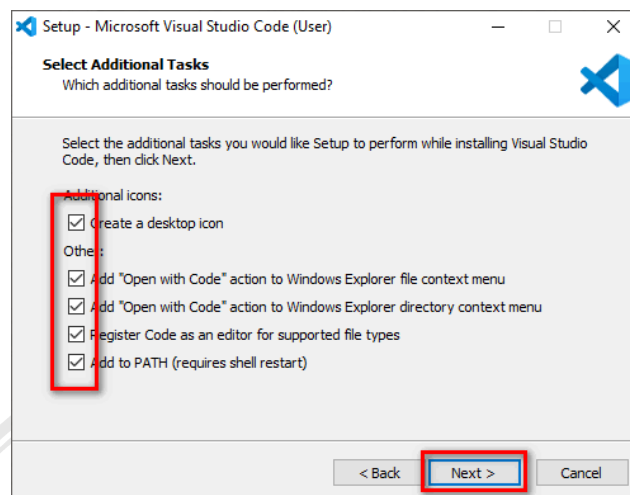 Setup - Microsoft Visual Studio Code (User)
Select Additional Tasks
Which additional tasks should be performed?
Select the additional tasks you would like Setup to perform while installing Visual Studio
Code, then click Next.
Additional icons:
Create a desktop icon
Other:
Add "Open with Code" action to Windows Explorer file context menu
Add "Open with Code" action to Windows Explorer directory context menu
Register Code as an editor for supported file types
Add to PATH (requires shell restart)
< Back Next > Cancel